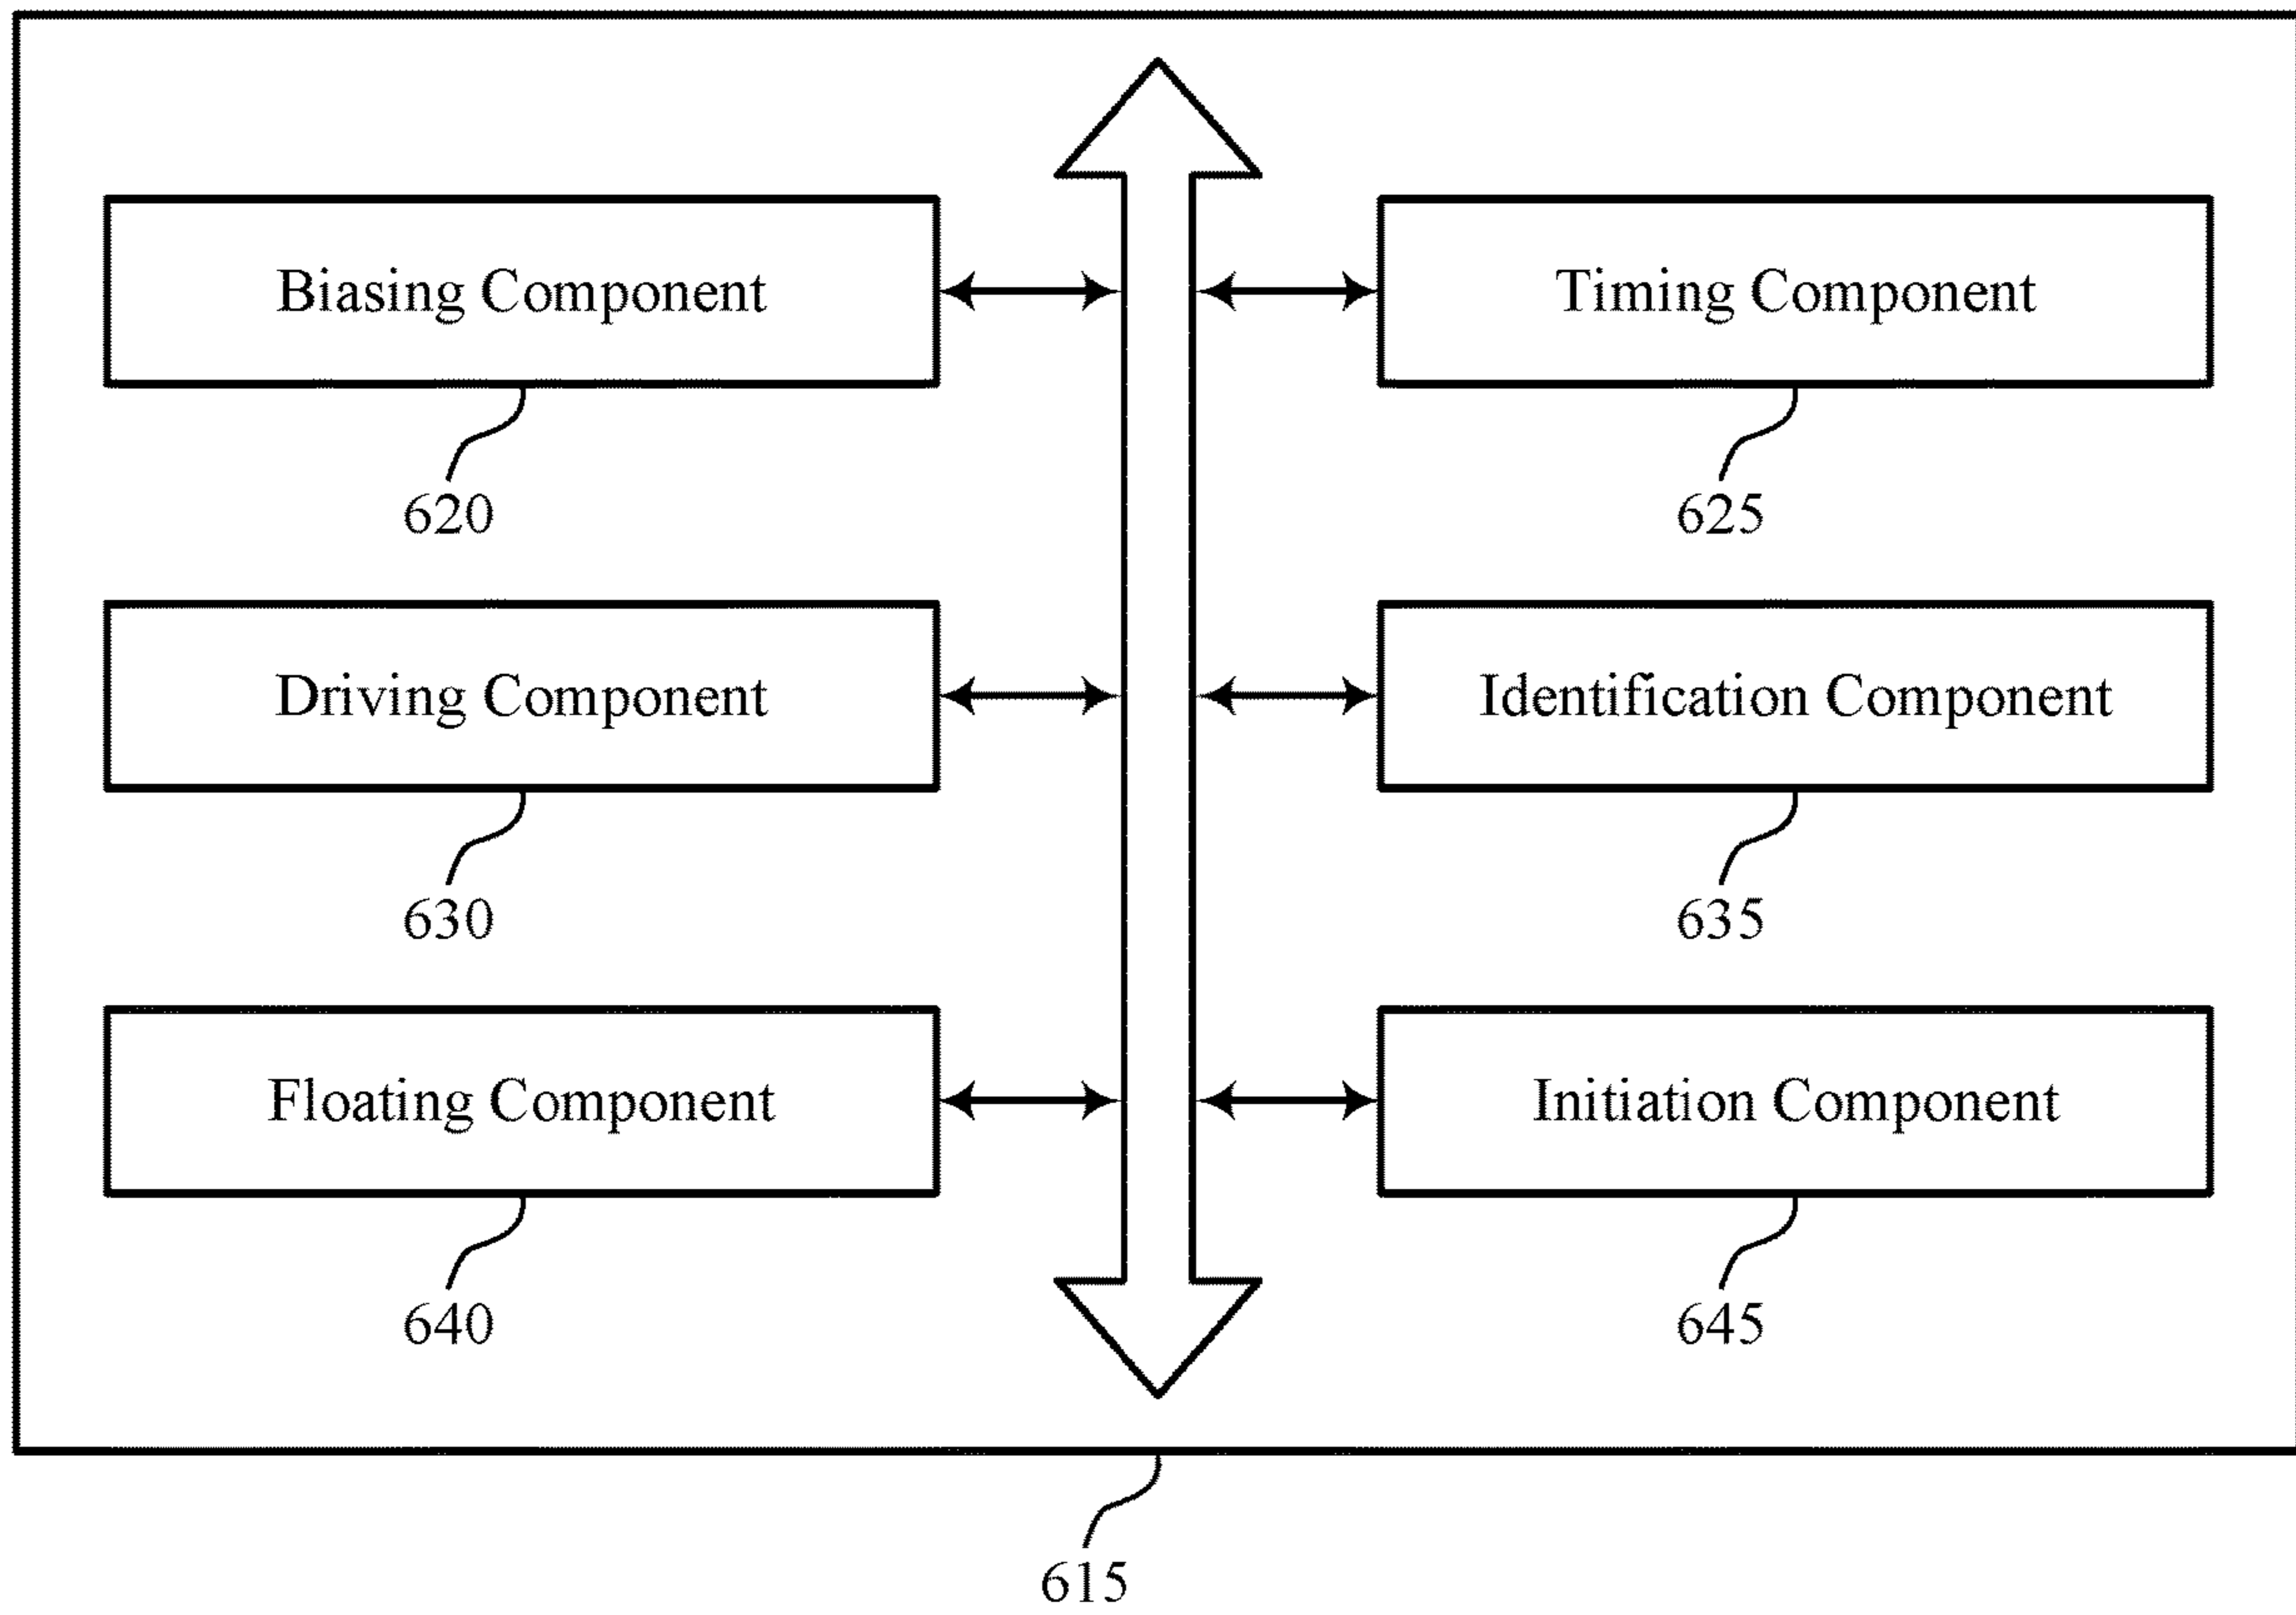 Biasing Component
Timing Component
620
625
Driving Component
Identification Component
630
635
Floating Component
Initiation Component
640
645
615